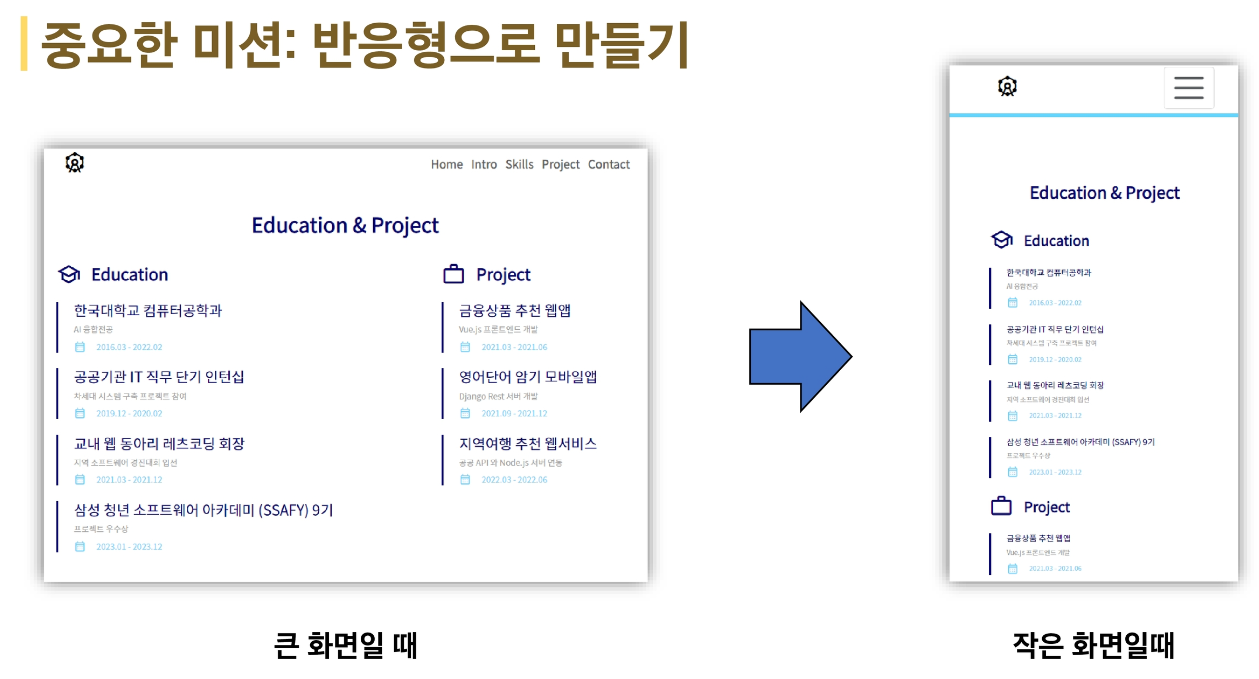 중요한 미션: 반응형으로 만들기
Home Intro Skills Project Contact
Education & Project
Education
한국대학교 컴퓨터공학과
AI 융합전공
2016.03 - 2022.02
공공기관 IT 직무 단기 인턴십
차세대 시스템 구축 프로젝트 참여
2019.12 - 2020.02
교내 웹 동아리 레츠코딩 회장
지역 소프트웨어 경진대회 입선
2021.03 - 2021.12
삼성 청년 소프트웨어 아카데미 (SSAFY) 9기
프로젝트 우수상
2023.01 - 2023.12
Project
금융상품 추천 웹앱
Vue.js 프론트엔드 개발
2021.03 - 2021.06
영어단어 암기 모바일앱
Django Rest 서버 개발
2021.09 - 2021.12
지역여행 추천 웹서비스
공공 API 와 Node.js 서버 연동
2022.03 - 2022.06
큰 화면일 때
Education & Project
Education
한국대학교 컴퓨터공학과
AI 융합전공
2016.03 - 2022.02
공공기관 IT 직무 단기 인턴십
차세대 시스템 구축 프로젝트 참여
2019.12 - 2020.02
교내 웹 동아리 레츠코딩 회장
지역 소프트웨어 경진대회 입선
2021.03 - 2021.12
삼성 청년 소프트웨어 아카데미 (SSAFY) 9기
프로젝트 우수상
2023.01 - 2023.12
Project
금융상품 추천 웹앱
Vue.js 프론트엔드 개발
2021.03 - 2021.06
작은 화면일때